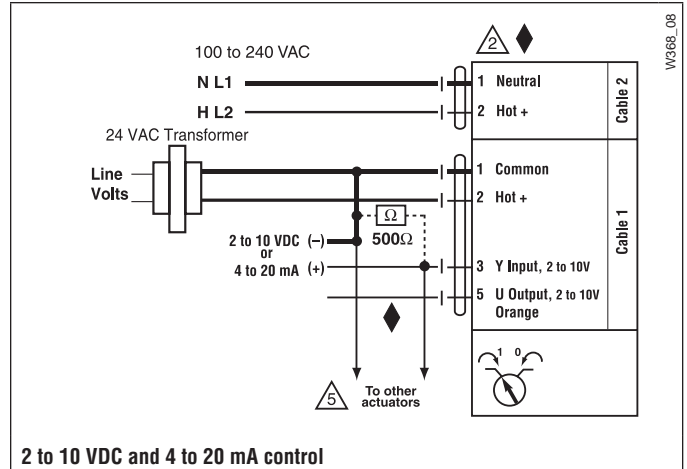 W368_08
2
100 to 240 VAC
N L1
1 Neutral
H L2
2 Hot +
Cable 2
24 VAC Transformer
Line
Volts
1 Common
2 Hot +
Ω
500Ω
2 to 10 VDC (–)
or
4 to 20 mA (+)
3 Y Input, 2 to 10V
5 U Output, 2 to 10V
Orange
Cable 1
1 0
5
To other
actuators
2 to 10 VDC and 4 to 20 mA control